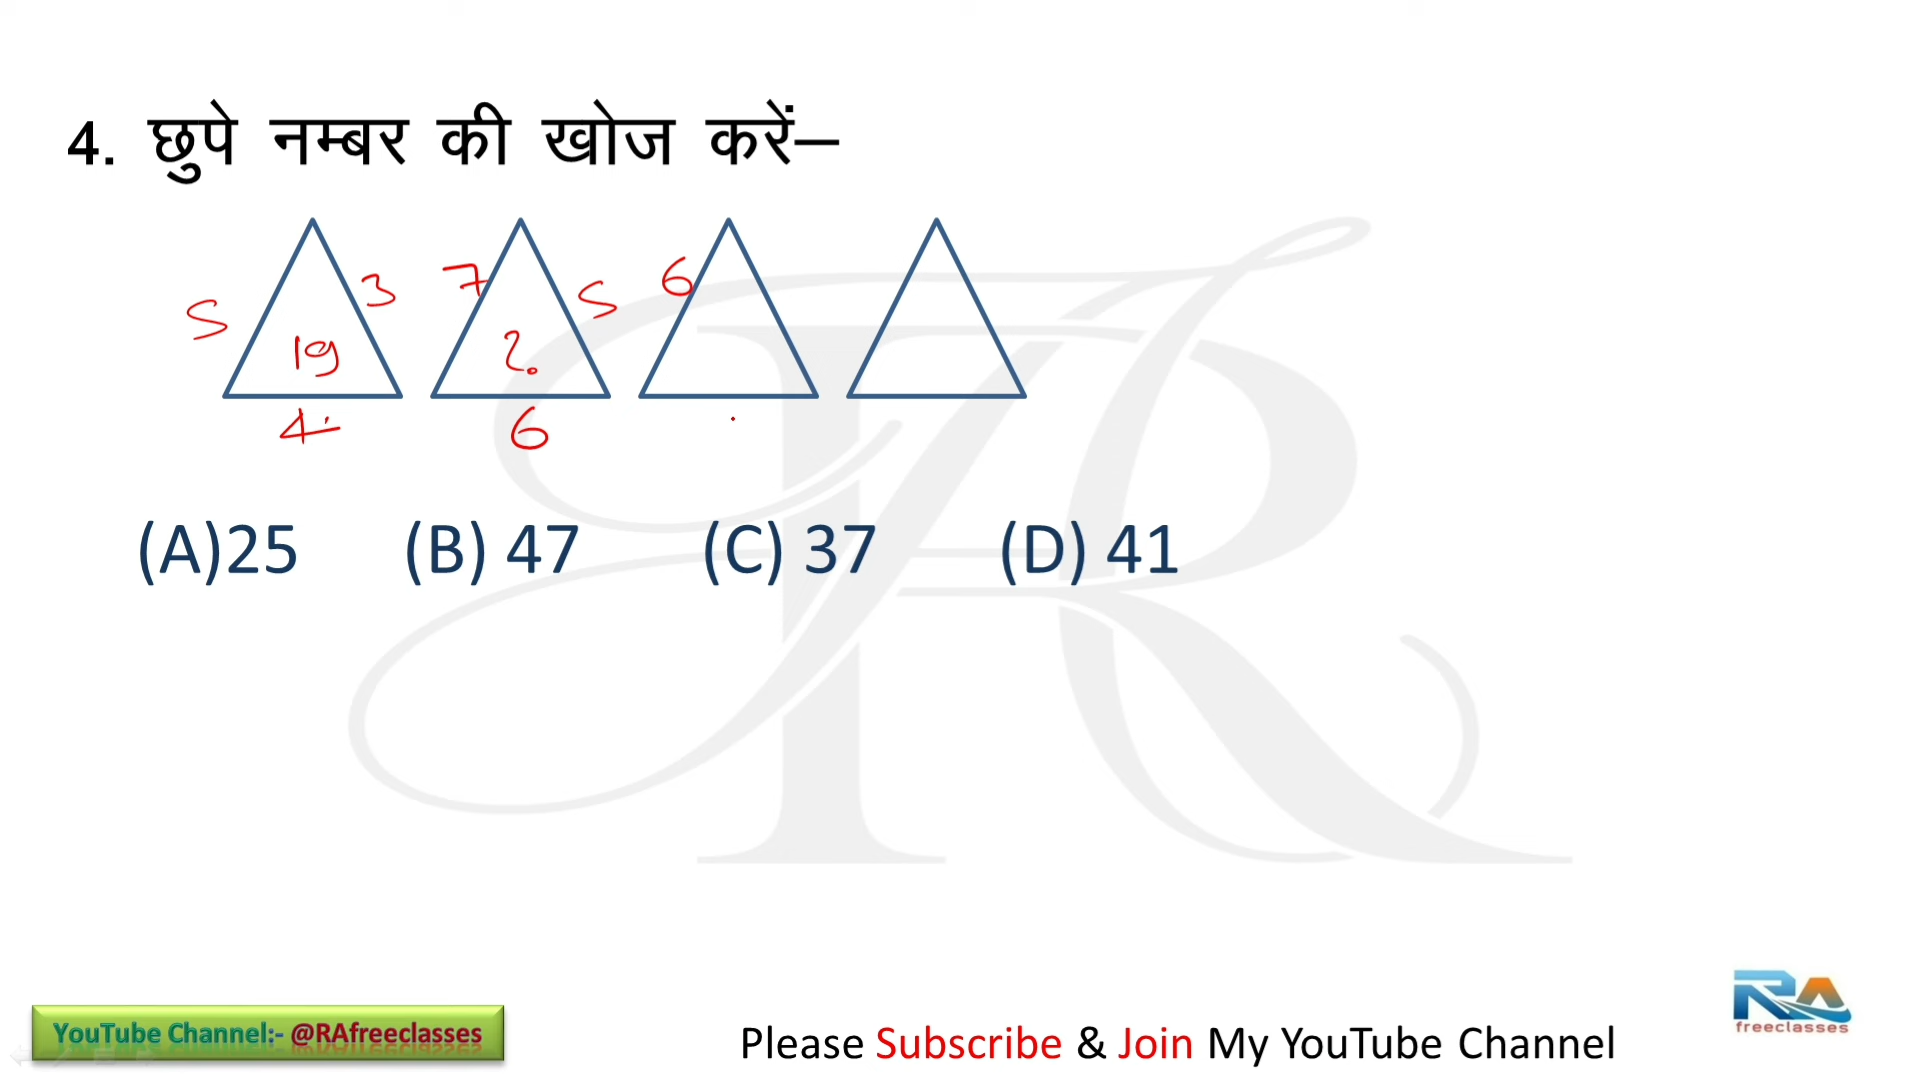 4. छुपे नम्बर की खोज करें–
5 3 7 5 6
19 ?
4 6
(A)25 (B) 47 (C) 37 (D) 41
YouTube Channel:- @RAfreeclasses
Please Subscribe & Join My YouTube Channel
RA
freeclasses